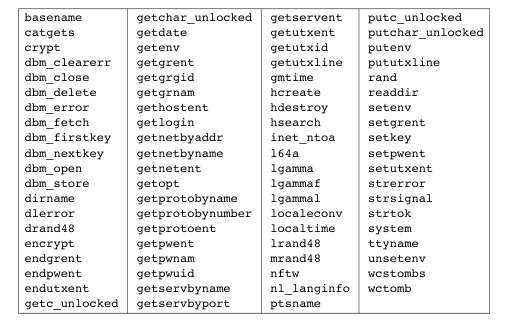 basename
catgets
crypt
dbm_clearerr
dbm_close
dbm_delete
dbm_error
dbm_fetch
dbm_firstkey
dbm_nextkey
dbm_open
dbm_store
dirname
dlerror
drand48
encrypt
endgrent
endpwent
endutxent
getc_unlocked
getchar_unlocked
getdate
getenv
getgrent
getgrgid
getgrnam
gethostent
getlogin
getnetbyaddr
getnetbyname
getnetent
getopt
getprotobyname
getprotobynumber
getprotoent
getpwent
getpwnam
getpwuid
getservbyname
getservbyport
getservent
getutxent
getutxid
getutxline
gmtime
hcreate
hdestroy
hsearch
inet_ntoa
l64a
lgamma
lgammaf
lgammal
localeconv
localtime
lrand48
mrand48
nftw
nl_langinfo
ptsname
putc_unlocked
putchar_unlocked
putenv
pututxline
rand
readdir
setenv
setgrent
setkey
setpwent
setutxent
strerror
strsignal
strtok
system
ttyname
unsetenv
wcstombs
wctomb